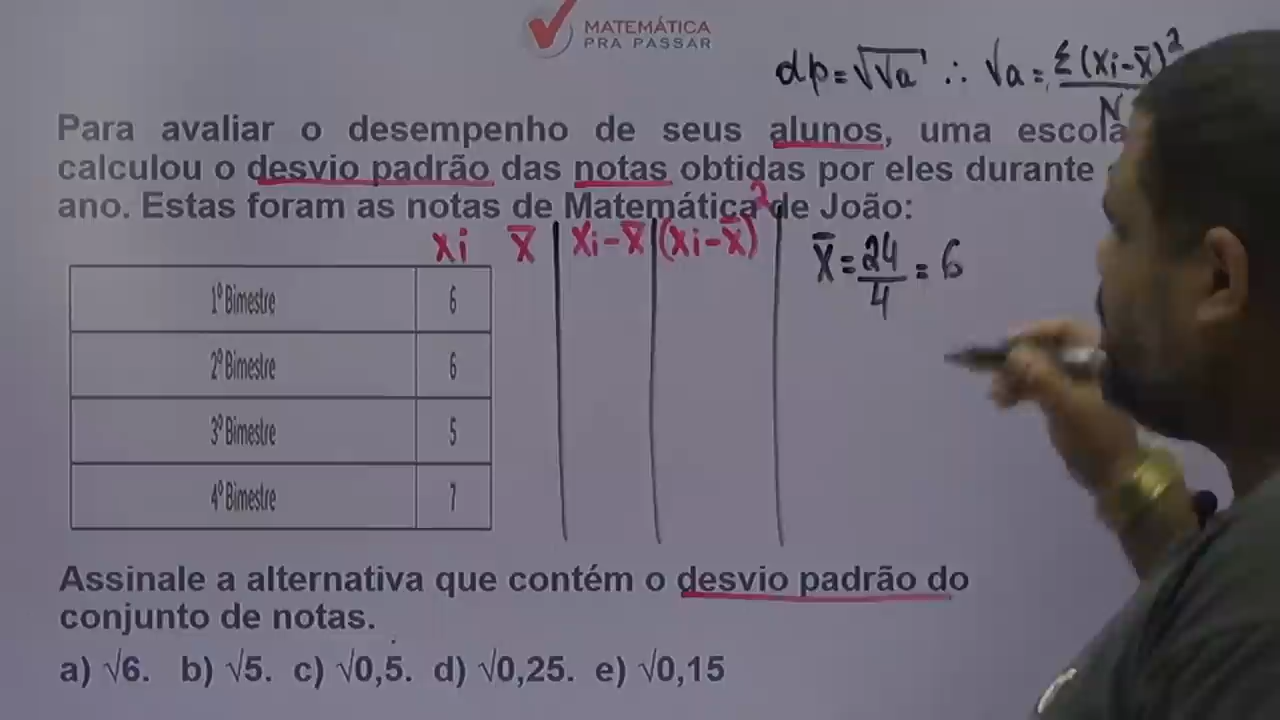 MATEMÁTICA
PRA PASSAR
dp=√Va ∴ Va=Σ(xi-x̄)²/N
Para avaliar o desempenho de seus alunos, uma escola
calculou o desvio padrão das notas obtidas por eles durante
ano. Estas foram as notas de Matemática de João:
xi x̄ xi-x̄ (xi-x̄)²
x̄=24/4=6
1º Bimestre 6
2º Bimestre 6
3º Bimestre 5
4º Bimestre 7
Assinale a alternativa que contém o desvio padrão do
conjunto de notas.
a) √6. b) √5. c) √0,5. d) √0,25. e) √0,15